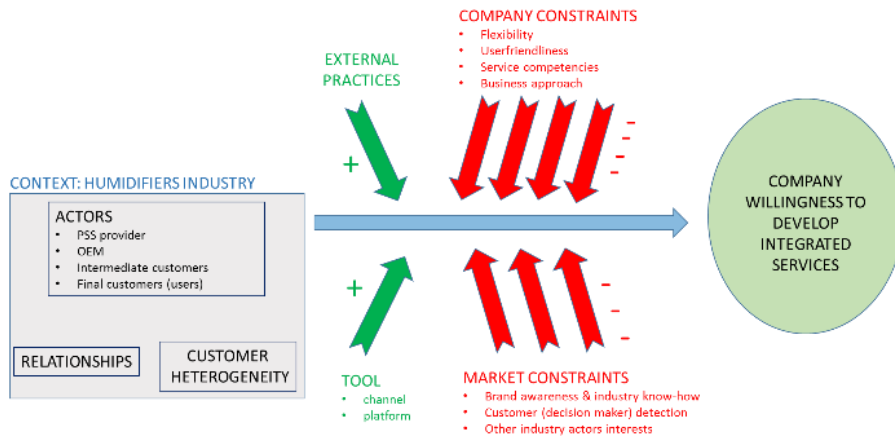 COMPANY CONSTRAINTS
• Flexibility
• Userfriendliness
• Service competencies
• Business approach
EXTERNAL
PRACTICES
+
-
-
-
-
CONTEXT: HUMIDIFIERS INDUSTRY
ACTORS
• PSS provider
• OEM
• Intermediate customers
• Final customers (users)
RELATIONSHIPS
CUSTOMER
HETEROGENEITY
COMPANY
WILLINGNESS TO
DEVELOP
INTEGRATED
SERVICES
+
-
-
-
TOOL
• channel
• platform
MARKET CONSTRAINTS
• Brand awareness & industry know-how
• Customer (decision maker) detection
• Other industry actors interests